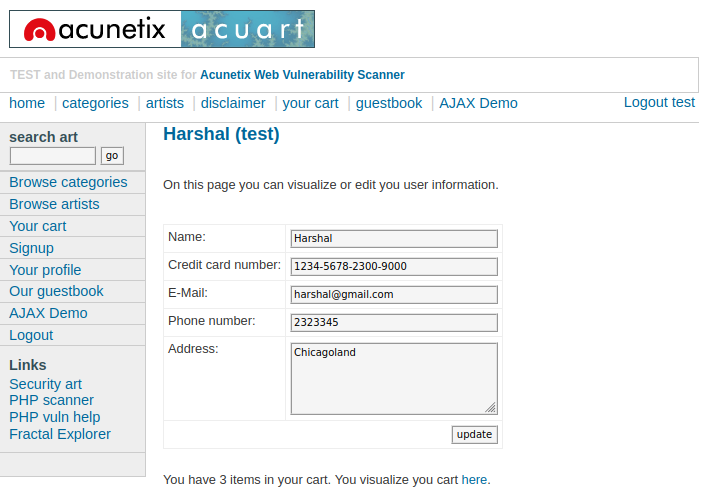 acunetix acuart
TEST and Demonstration site for Acunetix Web Vulnerability Scanner
home | categories | artists | disclaimer | your cart | guestbook | AJAX Demo
Logout test
search art
go
Browse categories
Browse artists
Your cart
Signup
Your profile
Our guestbook
AJAX Demo
Logout
Links
Security art
PHP scanner
PHP vuln help
Fractal Explorer
Harshal (test)
On this page you can visualize or edit you user information.
Name: Harshal
Credit card number: 1234-5678-2300-9000
E-Mail: harshal@gmail.com
Phone number: 2323345
Address: Chicagoland
update
You have 3 items in your cart. You visualize you cart here.